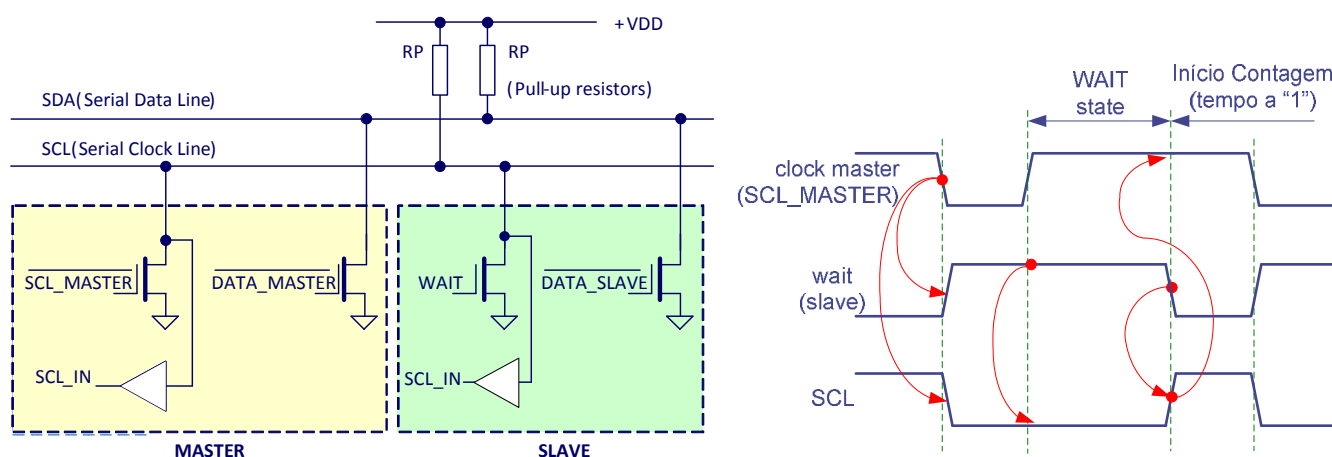 +VDD
RP
RP
(Pull-up resistors)
SDA(Serial Data Line)
SCL(Serial Clock Line)
SCL_MASTER
DATA_MASTER
WAIT
DATA_SLAVE
SCL_IN
SCL_IN
MASTER
SLAVE
WAIT
state
Início Contagem
(tempo a “1”)
clock master
(SCL_MASTER)
wait
(slave)
SCL